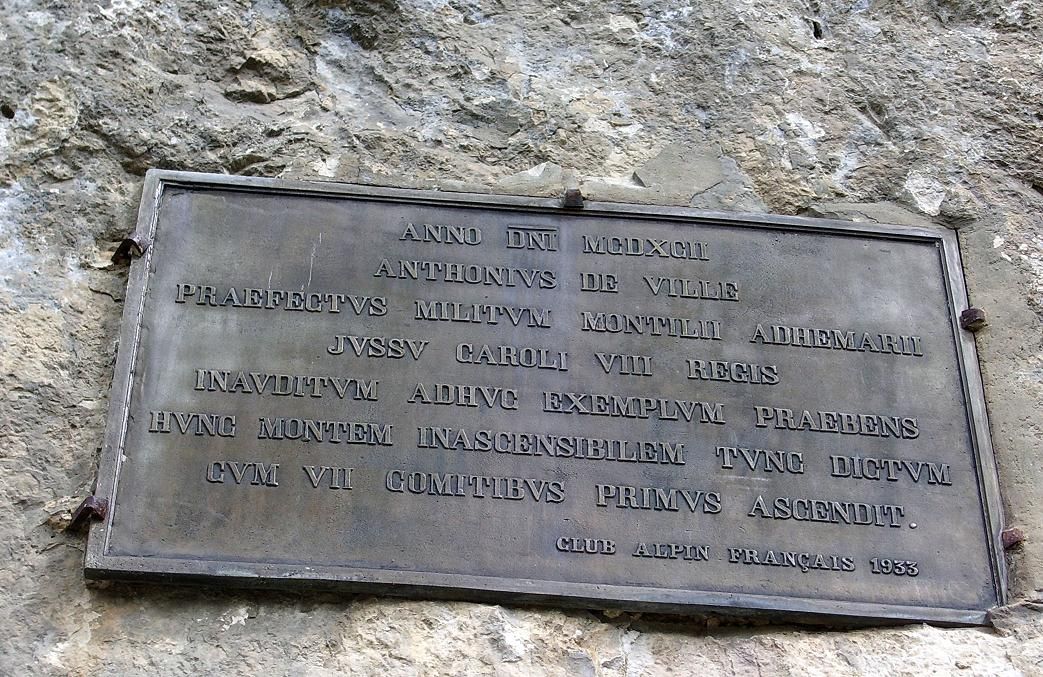 ANNO DNI MCDXCII
ANTHONIVS DE VILLE
PRAEFECTVS MILITVM MONTILII ADHEMARII
JVSSV CAROLI VIII REGIS
INAVDITVM ADHVC EXEMPLVM PRAEBENS
HVNC MONTEM INASCENSIBILEM TVNC DICTVM
CVM VII COMITIBVS PRIMVS ASCENDIT.
CLUB ALPIN FRANÇAIS 1933